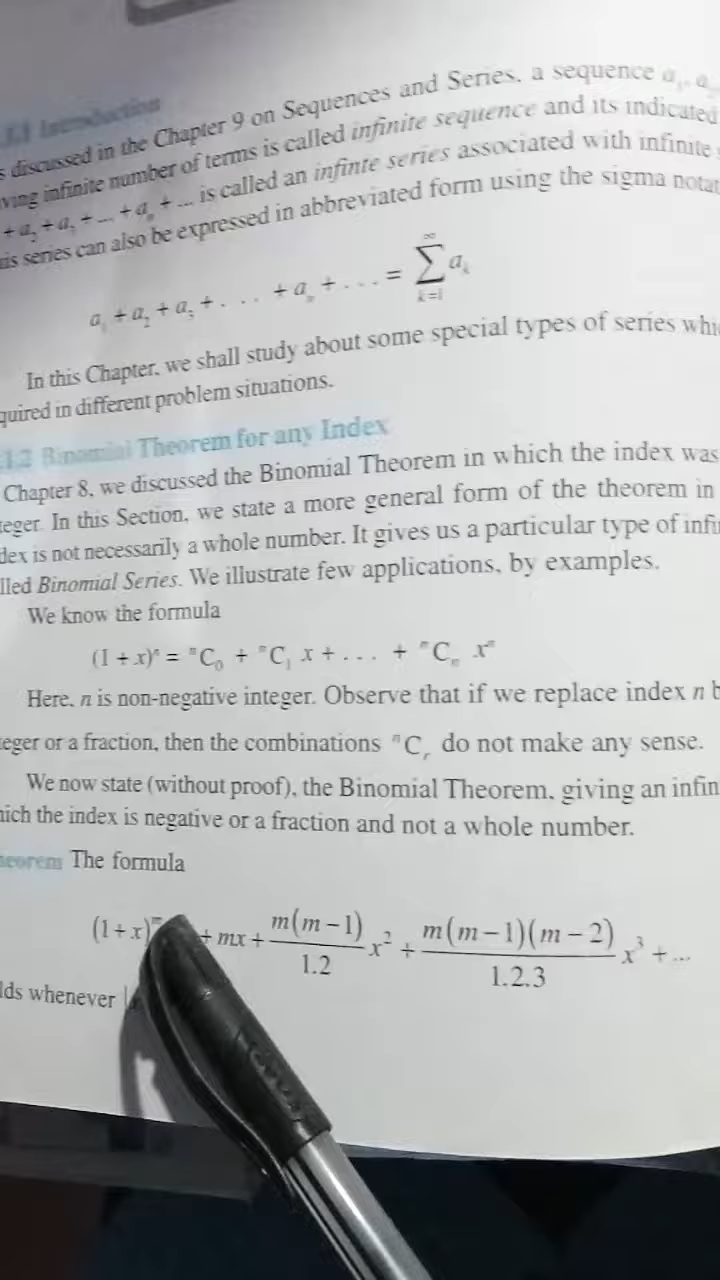 Introduction
discussed in the Chapter 9 on Sequences and Series, a sequence a₁, a
ving infinite number of terms is called infinite sequence and its indicated
+ a₂ + a₃ + ... + aₙ + ... is called an infinte series associated with infinite
is series can also be expressed in abbreviated form using the sigma notat
a₁ + a₂ + a₃ + . . . + aₙ + . . . = ∞∑k=1 aₖ
In this Chapter, we shall study about some special types of series whi
quired in different problem situations.
.1.2 Binomial Theorem for any Index
Chapter 8, we discussed the Binomial Theorem in which the index was
teger. In this Section, we state a more general form of the theorem in
dex is not necessarily a whole number. It gives us a particular type of infi
lled Binomial Series. We illustrate few applications, by examples.
We know the formula
(1 + x)ⁿ = ⁿC₀ + ⁿC₁ x + . . . + ⁿCₙ xⁿ
Here, n is non-negative integer. Observe that if we replace index n b
teger or a fraction, then the combinations ⁿCᵣ do not make any sense.
We now state (without proof), the Binomial Theorem, giving an infin
hich the index is negative or a fraction and not a whole number.
eorem The formula
(1+x)ᵐ + mx + m(m−1)/1.2 x² + m(m−1)(m−2)/1.2.3 x³ + ...
lds whenever |